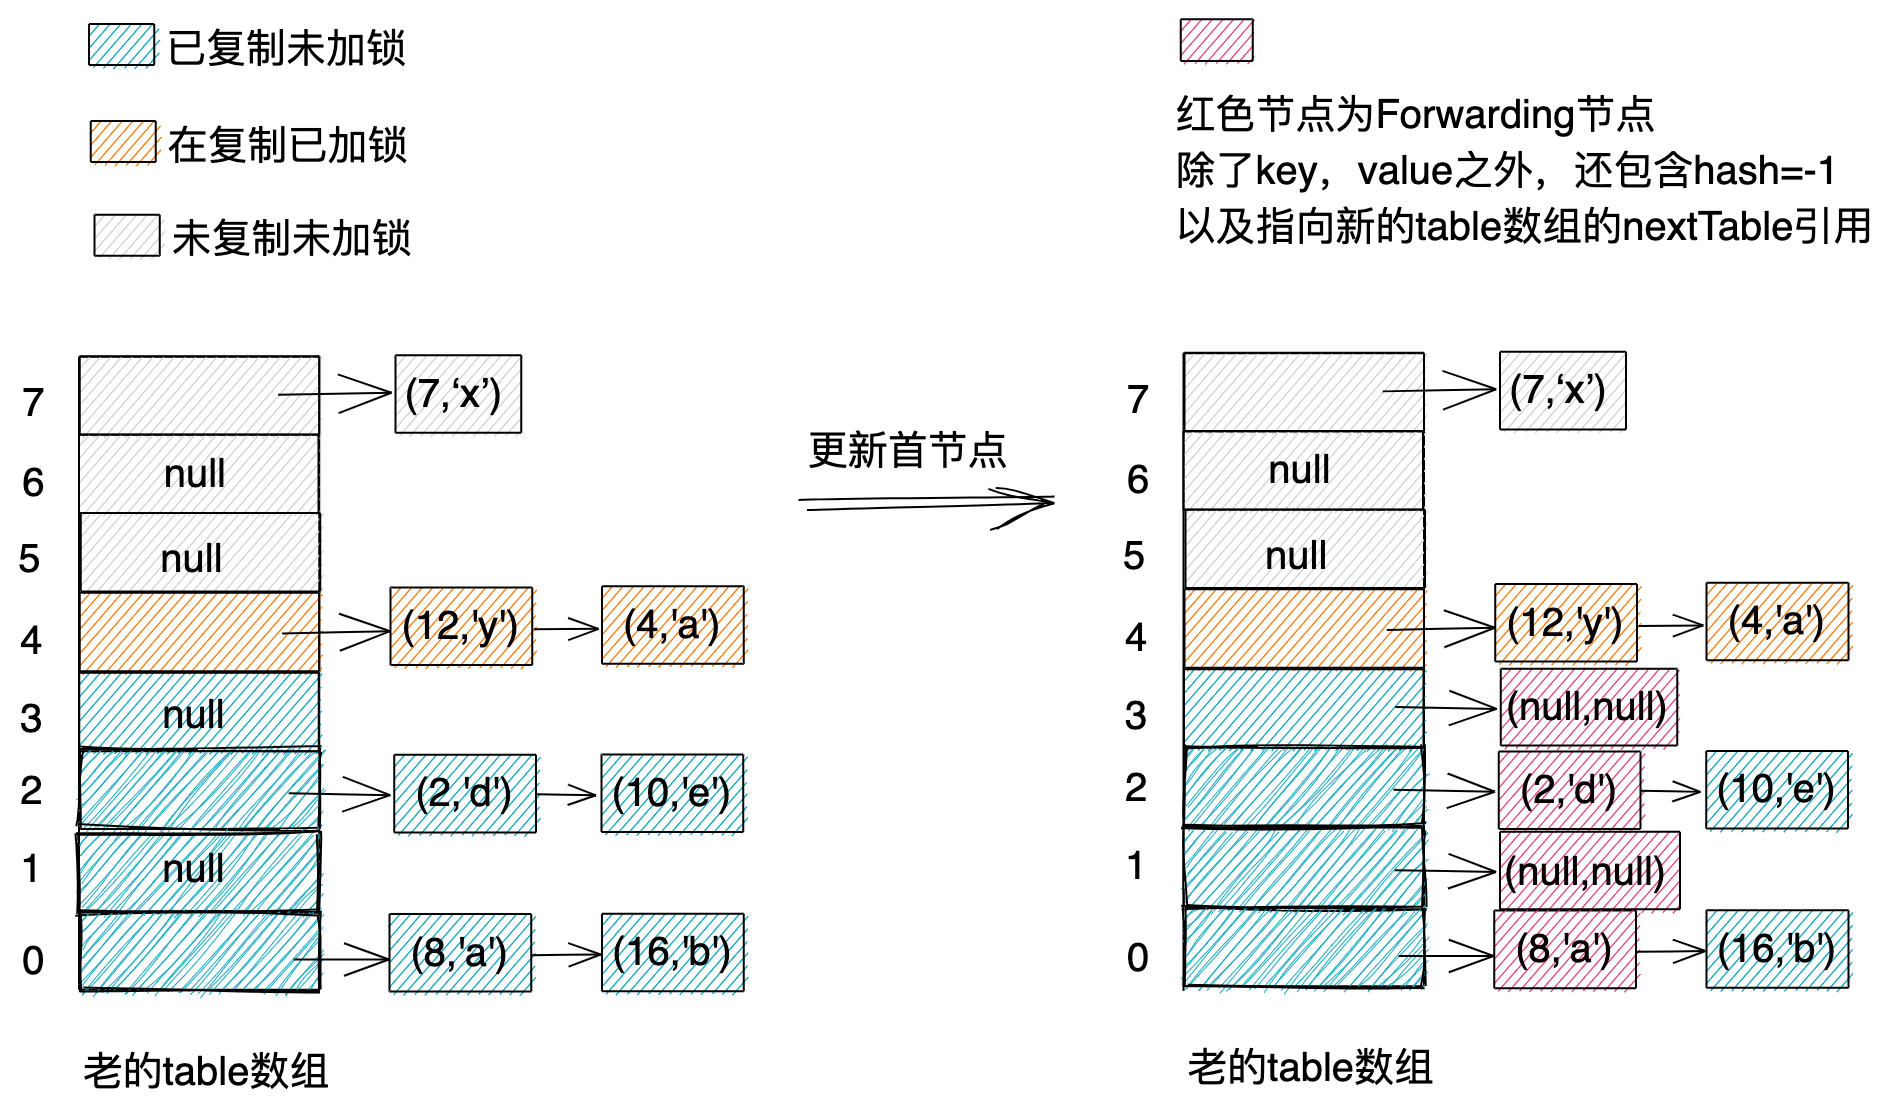 已复制未加锁
在复制已加锁
未复制未加锁
红色节点为Forwarding节点
除了key，value之外，还包含hash=-1
以及指向新的table数组的nextTable引用
7 (7,‘x’)
6 null
5 null
4 (12,'y') (4,'a')
3 null
2 (2,'d') (10,'e')
1 null
0 (8,'a') (16,'b')
老的table数组
更新首节点
7 (7,‘x’)
6 null
5 null
4 (12,'y') (4,'a')
3 (null,null)
2 (2,'d') (10,'e')
1 (null,null)
0 (8,'a') (16,'b')
老的table数组